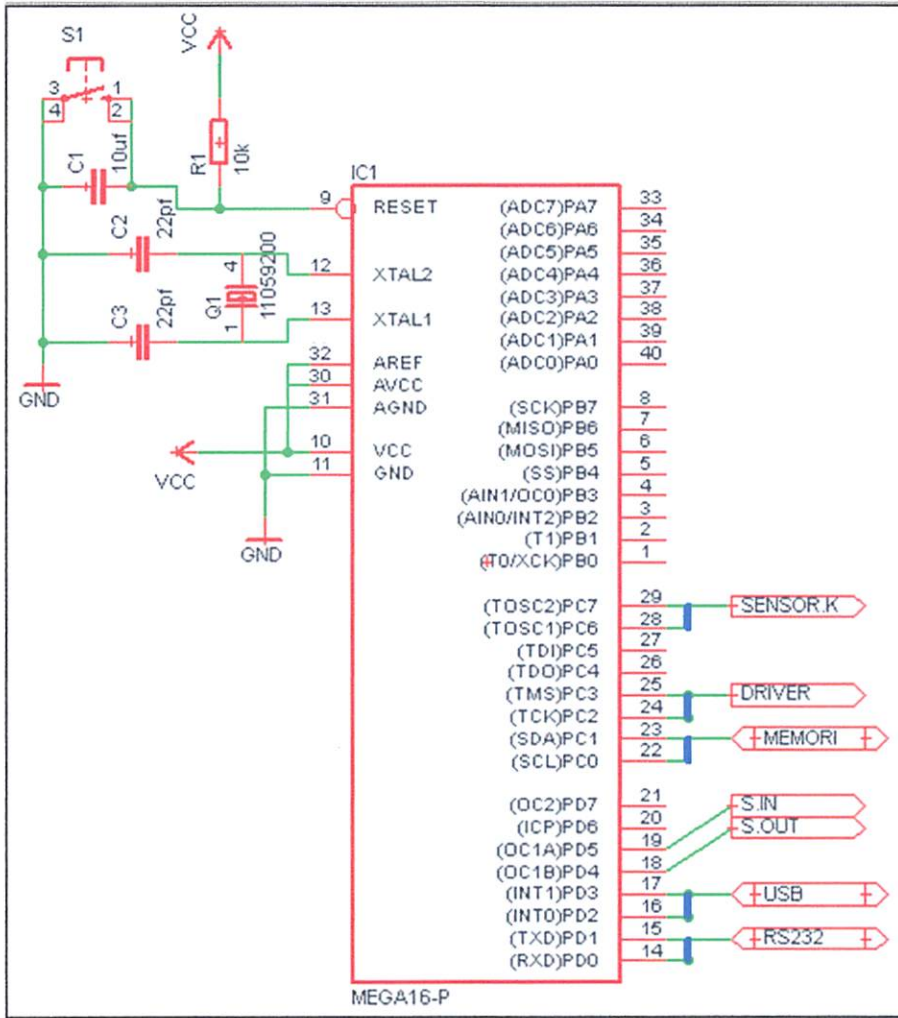 S1
VCC
3 1
4 2
C1
10uf
R1
10k
IC1
9 RESET
C2
22pf
12 XTAL2
4
Q1
11059200
1
C3
22pf
13 XTAL1
32 AREF
30 AVCC
31 AGND
10 VCC
11 GND
GND
VCC
GND
(ADC7)PA7 33
(ADC6)PA6 34
(ADC5)PA5 35
(ADC4)PA4 36
(ADC3)PA3 37
(ADC2)PA2 38
(ADC1)PA1 39
(ADC0)PA0 40
(SCK)PB7 8
(MISO)PB6 7
(MOSI)PB5 6
(SS)PB4 5
(AIN1/OC0)PB3 4
(AIN0/INT2)PB2 3
(T1)PB1 2
(T0/XCK)PB0 1
(TOSC2)PC7 29 SENSOR.K
(TOSC1)PC6 28
(TDI)PC5 27
(TDO)PC4 26
(TMS)PC3 25 DRIVER
(TCK)PC2 24
(SDA)PC1 23 MEMORI
(SCL)PC0 22
(OC2)PD7 21 S.IN
(ICP)PD6 20 S.OUT
(OC1A)PD5 19
(OC1B)PD4 18
(INT1)PD3 17 USB
(INT0)PD2 16
(TXD)PD1 15 RS232
(RXD)PD0 14
MEGA16-P